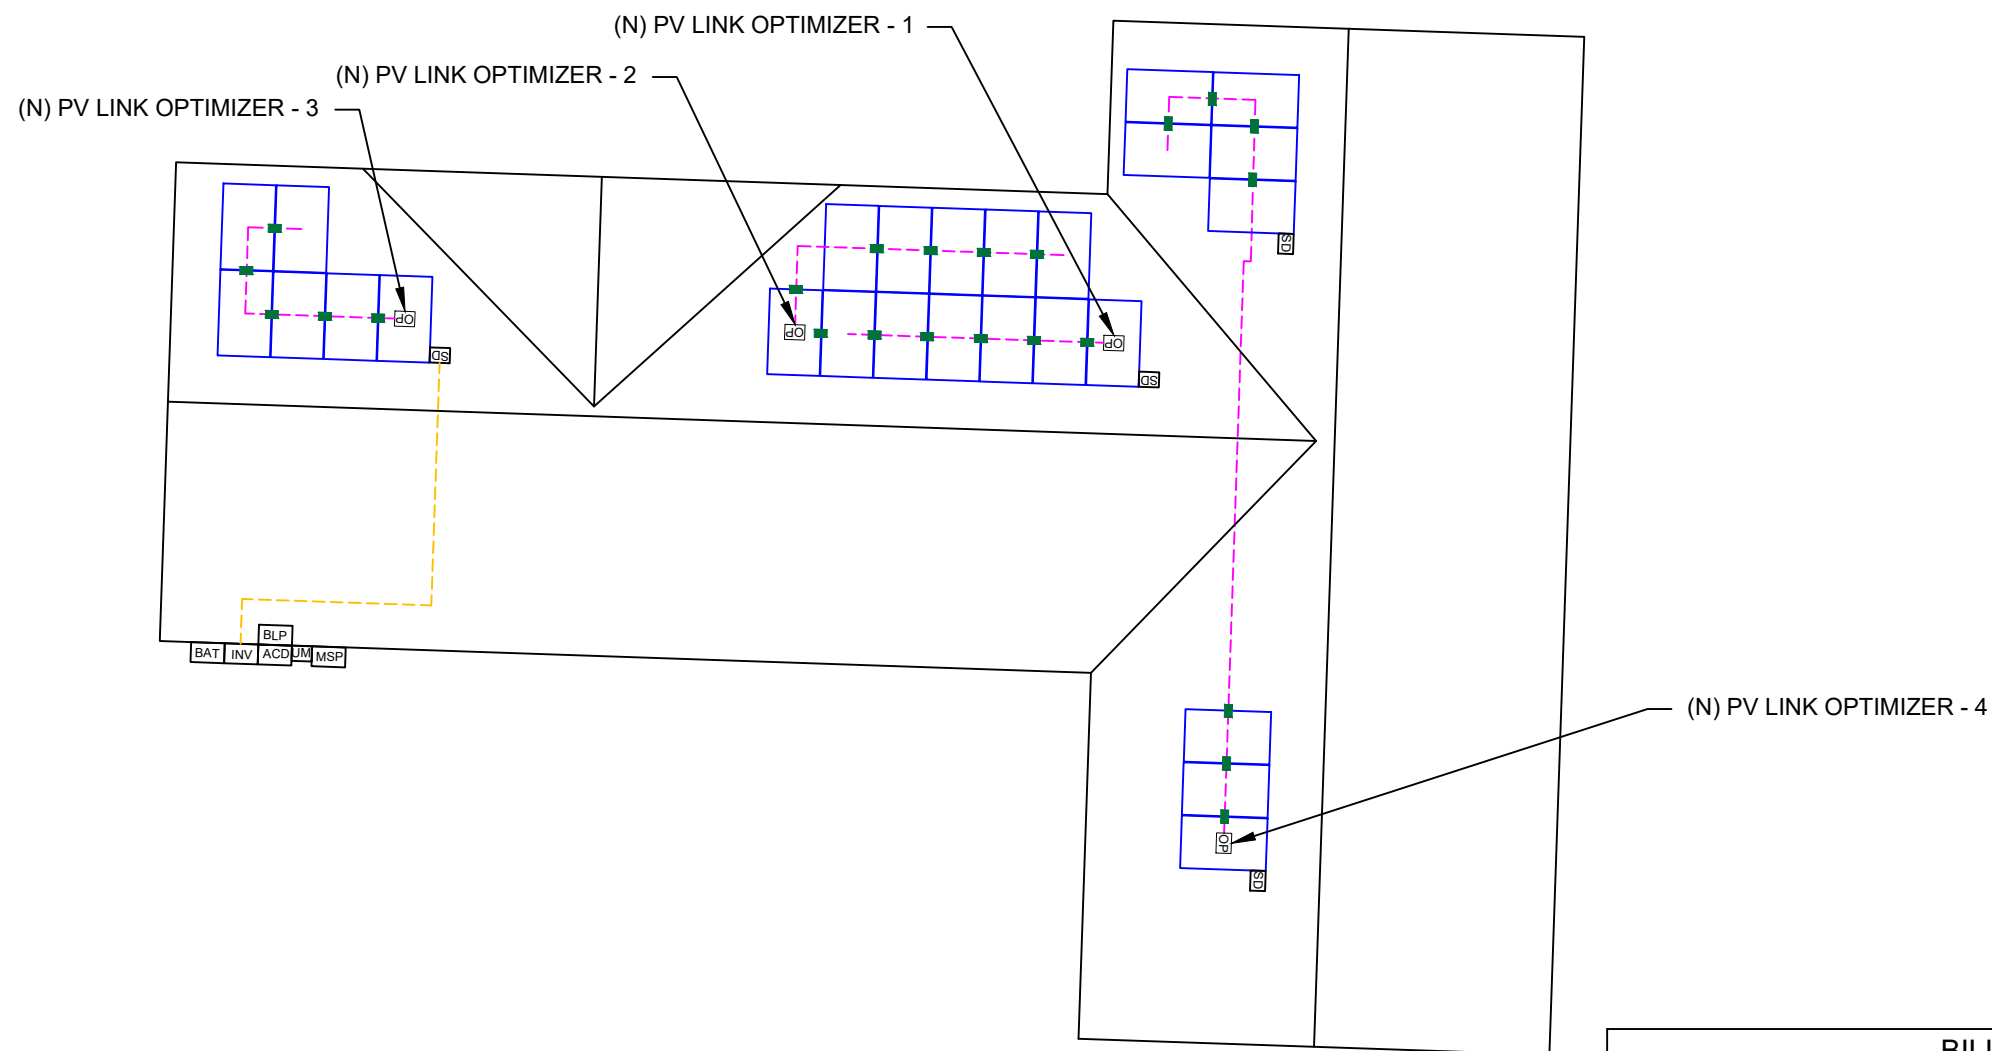 (N) PV LINK OPTIMIZER - 1
(N) PV LINK OPTIMIZER - 2
(N) PV LINK OPTIMIZER - 3
SD
OP
OP
OP
SD
SD
BLP
BAT INV ACD UM MSP
(N) PV LINK OPTIMIZER - 4
OP
SD